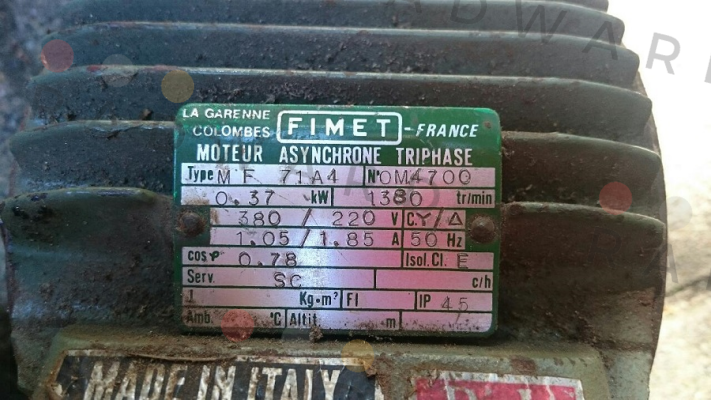 LA GARENNE
COLOMBES FIMET - FRANCE
MOTEUR ASYNCHRONE TRIPHASE
Type MF 71A4 N° OM4700
0.37 kW 1380 tr/min
380 / 220 V C.Y/Δ
1.05/1.85 A 50 Hz
cos φ 0.78 Isol.Cl. E
Serv. SC c/h
I Kg•m² FI IP 45
Amb. °C Altit. m
MADE IN ITALY